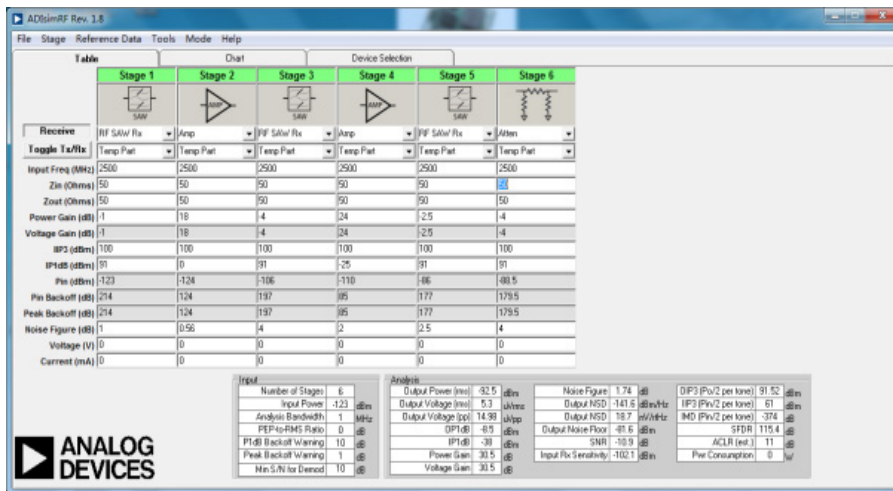 ADIsimRF Rev. 1.8
File Stage Reference Data Tools Mode Help
Table Chart Device Selection
Stage 1 Stage 2 Stage 3 Stage 4 Stage 5 Stage 6
SAW AMP SAW AMP SAW
Receive RF SAW Rx Amp RF SAW Rx Amp RF SAW Rx Atten
Toggle Tx/Rx Temp Part Temp Part Temp Part Temp Part Temp Part Temp Part
Input Freq (MHz) 2500 2500 2500 2500 2500 2500
Zin (Ohms) 50 50 50 50 50 50
Zout (Ohms) 50 50 50 50 50 50
Power Gain (dB) -1 18 -4 24 -2.5 -4
Voltage Gain (dB) -1 18 -4 24 -2.5 -4
IIP3 (dBm) 100 100 100 100 100 100
IP1dB (dBm) 91 0 91 -25 91 91
Pin (dBm) -123 -124 -106 -110 -86 -88.5
Pin Backoff (dB) 214 124 197 85 177 179.5
Peak Backoff (dB) 214 124 197 85 177 179.5
Noise Figure (dB) 1 0.56 4 2 2.5 4
Voltage (V) 0 0 0 0 0 0
Current (mA) 0 0 0 0 0 0
Input Analysis
Number of Stages 6 Output Power (rms) -92.5 dBm Noise Figure 1.74 dB OIP3 (Po/2 per tone) 91.52 dBm
Input Power -123 dBm Output Voltage (rms) 5.3 uVrms Output NSD -141.6 dBm/Hz IIP3 (Pin/2 per tone) 61 dBm
Analysis Bandwidth 1 MHz Output Voltage (pp) 14.98 uVpp Output NSD 18.7 nV/rtHz IMD (Pin/2 per tone) -374 dB
PEP-to-RMS Ratio 0 dB OP1dB -8.5 dBm Output Noise Floor -81.6 dBm SFDR 115.4 dB
P1dB Backoff Warning 10 dB IP1dB -38 dBm SNR -10.9 dB ACLR (est.) 11 dB
Peak Backoff Warning 1 dB Power Gain 30.5 dB Input Rx Sensitivity -102.1 dBm Pwr Consumption 0 W
Min S/N for Demod 10 dB Voltage Gain 30.5 dB
ANALOG
DEVICES